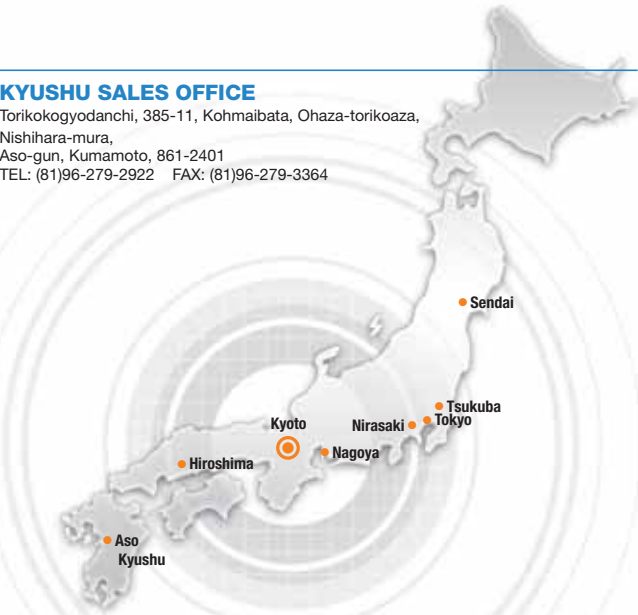 KYUSHU SALES OFFICE
Torikokogyodanchi, 385-11, Kohmaibata, Ohaza-torikoaza,
Nishihara-mura,
Aso-gun, Kumamoto, 861-2401
TEL: (81)96-279-2922 FAX: (81)96-279-3364
Sendai
Tsukuba
Tokyo
Nirasaki
Kyoto
Nagoya
Hiroshima
Aso
Kyushu